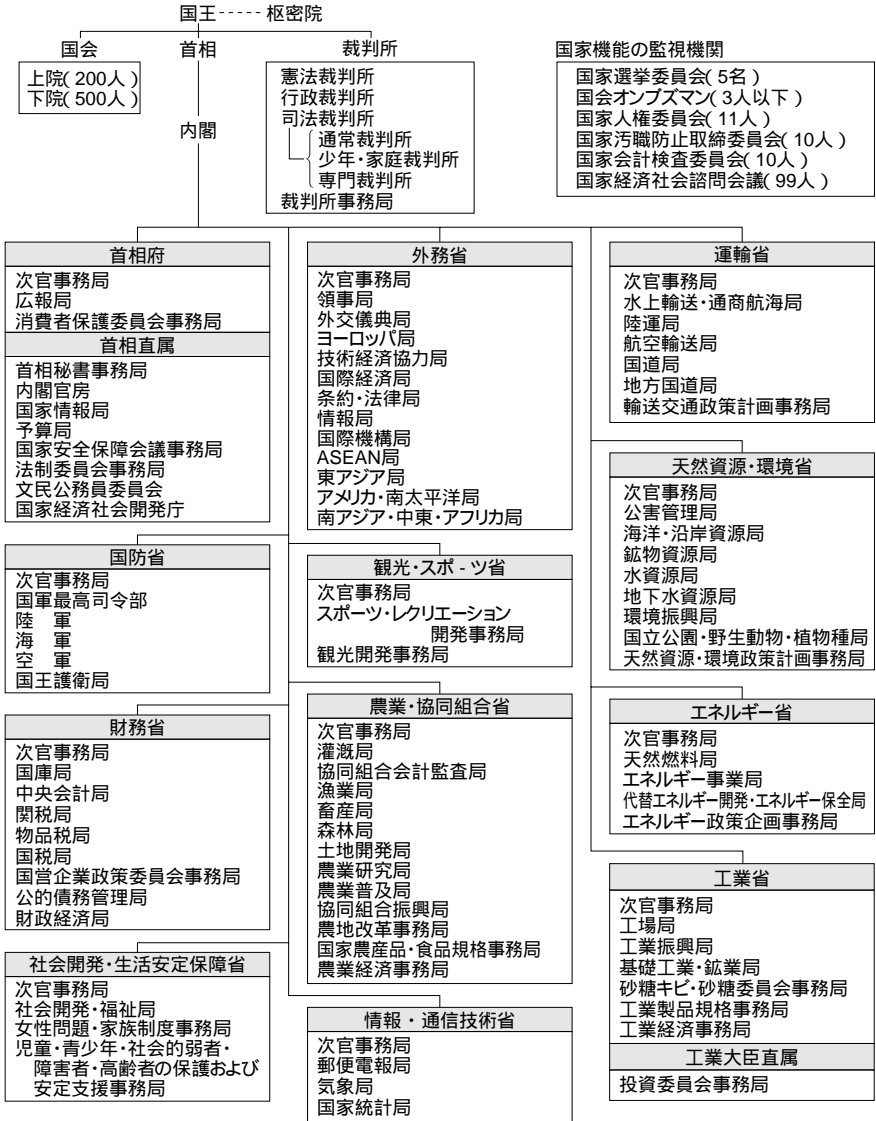 国王-----枢密院
国会
首相
裁判所
国家機能の監視機関
上院(200人)
下院(500人)
内閣
憲法裁判所
行政裁判所
司法裁判所
通常裁判所
少年・家庭裁判所
専門裁判所
裁判所事務局
国家選挙委員会(5名)
国会オンブズマン(3人以下)
国家人権委員会(11人)
国家汚職防止取締委員会(10人)
国家会計検査委員会(10人)
国家経済社会諮問会議(99人)
首相府
次官事務局
広報局
消費者保護委員会事務局
首相直属
首相秘書事務局
内閣官房
国家情報局
予算局
国家安全保障会議事務局
法制委員会事務局
文民公務員委員会
国家経済社会開発庁
国防省
次官事務局
国軍最高司令部
陸　軍
海　軍
空　軍
国王護衛局
財務省
次官事務局
国庫局
中央会計局
関税局
物品税局
国税局
国営企業政策委員会事務局
公的債務管理局
財政経済局
社会開発・生活安定保障省
次官事務局
社会開発・福祉局
女性問題・家族制度事務局
児童・青少年・社会的弱者・
障害者・高齢者の保護および
安定支援事務局
外務省
次官事務局
領事局
外交儀典局
ヨーロッパ局
技術経済協力局
国際経済局
条約・法律局
情報局
国際機構局
ASEAN局
東アジア局
アメリカ・南太平洋局
南アジア・中東・アフリカ局
観光・スポ-ツ省
次官事務局
スポーツ・レクリエーション
開発事務局
観光開発事務局
農業・協同組合省
次官事務局
灌漑局
協同組合会計監査局
漁業局
畜産局
森林局
土地開発局
農業研究局
農業普及局
協同組合振興局
農地改革事務局
国家農産品・食品規格事務局
農業経済事務局
情報・通信技術省
次官事務局
郵便電報局
気象局
国家統計局
運輸省
次官事務局
水上輸送・通商航海局
陸運局
航空輸送局
国道局
地方国道局
輸送交通政策計画事務局
天然資源・環境省
次官事務局
公害管理局
海洋・沿岸資源局
鉱物資源局
水資源局
地下水資源局
環境振興局
国立公園・野生動物・植物種局
天然資源・環境政策計画事務局
エネルギー省
次官事務局
天然燃料局
エネルギー事業局
代替エネルギー開発・エネルギー保全局
エネルギー政策企画事務局
工業省
次官事務局
工場局
工業振興局
基礎工業・鉱業局
砂糖キビ・砂糖委員会事務局
工業製品規格事務局
工業経済事務局
工業大臣直属
投資委員会事務局